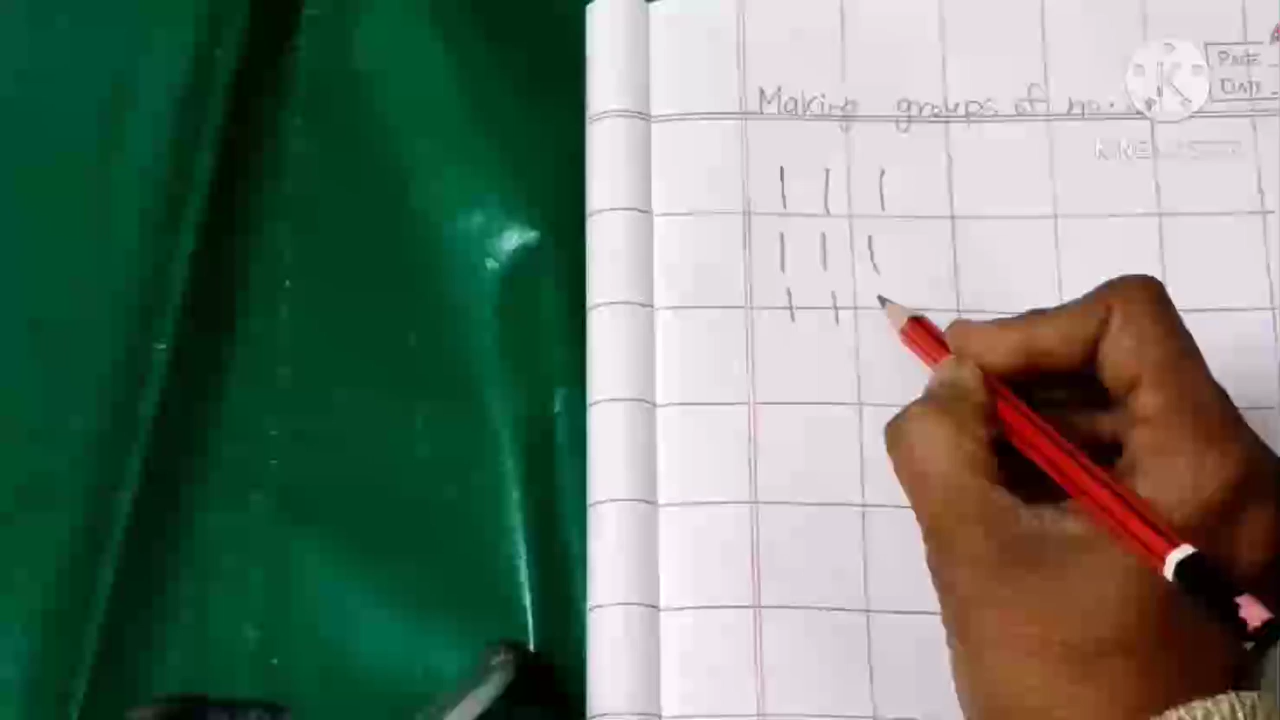 PAGE
DATE
Making groups of no.
K
| | |
| | |
| |